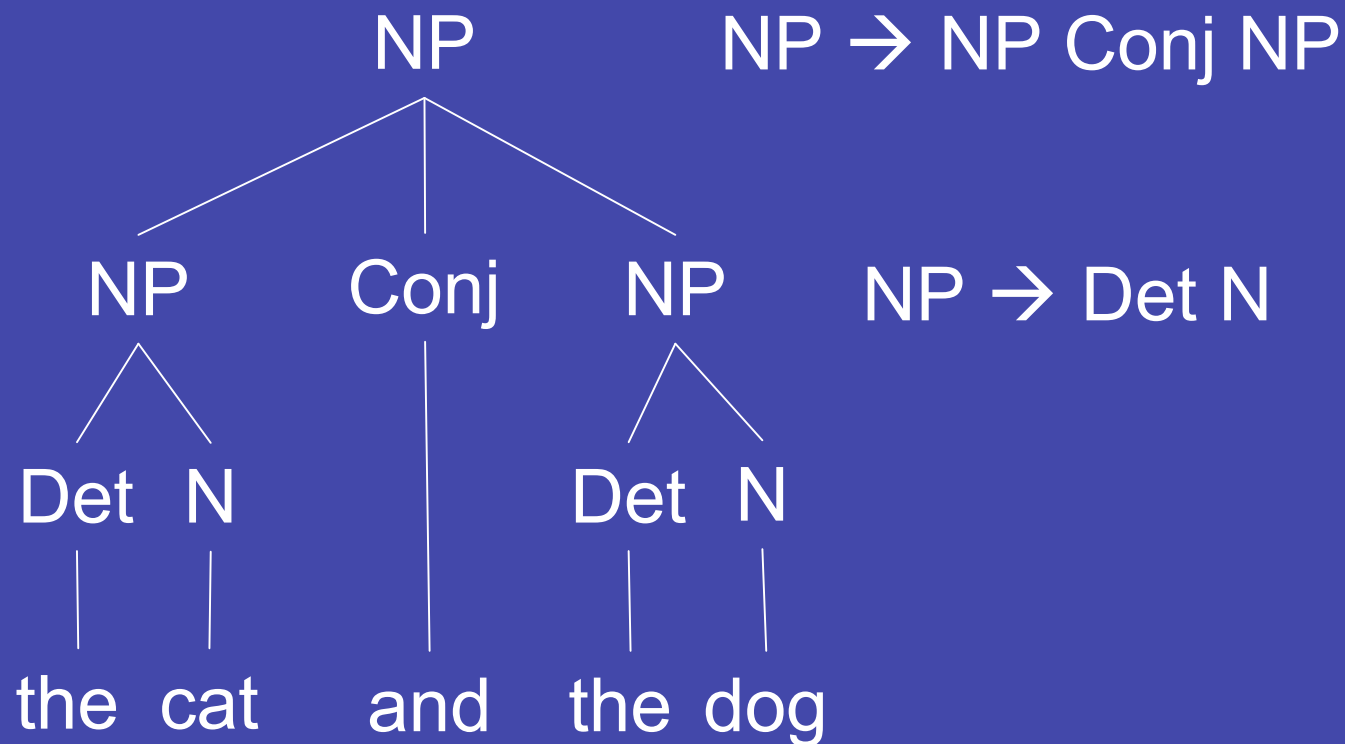 NP NP → NP Conj NP
NP Conj NP NP → Det N
Det N Det N
the cat and the dog